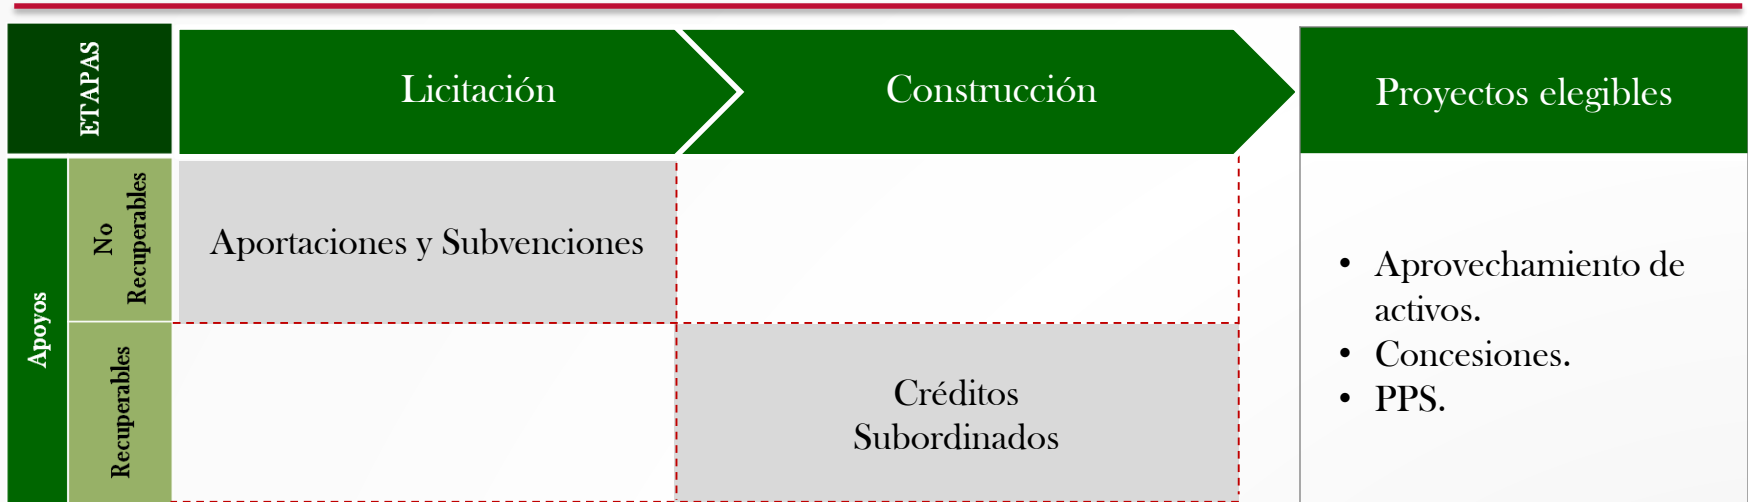 ETAPAS
Licitación
Construcción
Proyectos elegibles
Apoyos
No
Recuperables
Aportaciones y Subvenciones
Recuperables
Créditos
Subordinados
• Aprovechamiento de
activos.
• Concesiones.
• PPS.